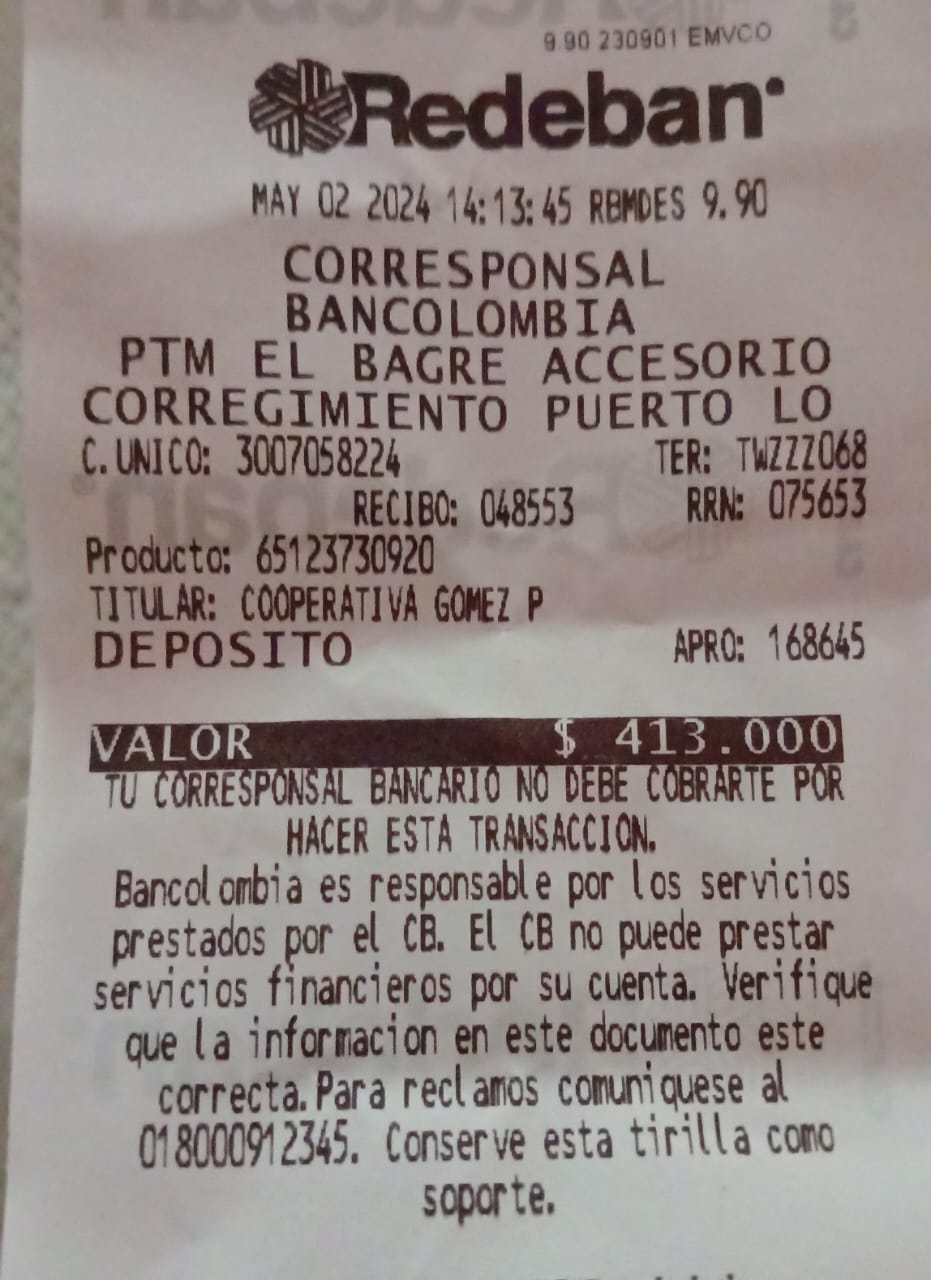 9.90 230901 EMVCO
Redeban
MAY 02 2024 14:13:45 RBMDES 9.90
CORRESPONSAL
BANCOLOMBIA
PTM EL BAGRE ACCESORIO
CORREGIMIENTO PUERTO LO
C.UNICO: 3007058224 TER: TWZZZ068
RECIBO: 048553 RRN: 075653
Producto: 65123730920
TITULAR: COOPERATIVA GOMEZ P
DEPOSITO APRO: 168645
VALOR $ 413.000
TU CORRESPONSAL BANCARIO NO DEBE COBRARTE POR
HACER ESTA TRANSACCION.
Bancolombia es responsable por los servicios
prestados por el CB. El CB no puede prestar
servicios financieros por su cuenta. Verifique
que la informacion en este documento este
correcta. Para reclamos comuniquese al
018000912345. Conserve esta tirilla como
soporte.